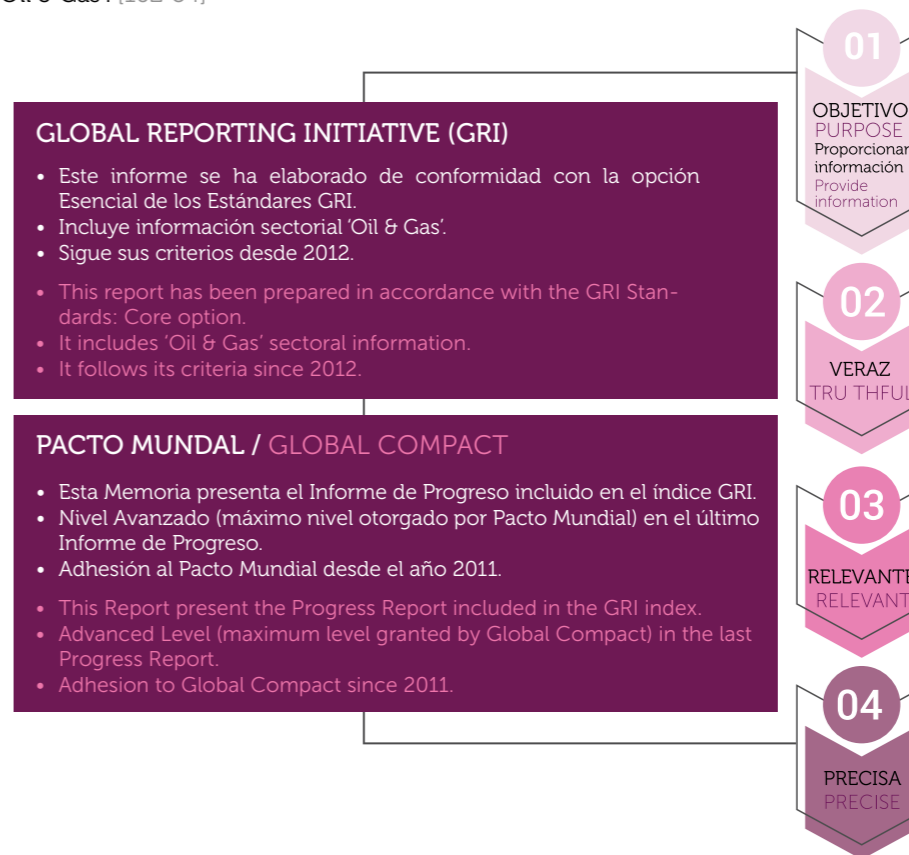 GLOBAL REPORTING INITIATIVE (GRI)
• Este informe se ha elaborado de conformidad con la opción
Esencial de los Estándares GRI.
• Incluye información sectorial ‘Oil & Gas’.
• Sigue sus criterios desde 2012.
• This report has been prepared in accordance with the GRI Stan-
dards: Core option.
• It includes ‘Oil & Gas’ sectoral information.
• It follows its criteria since 2012.
PACTO MUNDAL / GLOBAL COMPACT
• Esta Memoria presenta el Informe de Progreso incluido en el índice GRI.
• Nivel Avanzado (máximo nivel otorgado por Pacto Mundial) en el último
Informe de Progreso.
• Adhesión al Pacto Mundial desde el año 2011.
• This Report present the Progress Report included in the GRI index.
• Advanced Level (maximum level granted by Global Compact) in the last
Progress Report.
• Adhesion to Global Compact since 2011.
01
OBJETIVO
PURPOSE
Proporcionar
información
Provide
information
02
VERAZ
TRU THFUL
03
RELEVANTE
RELEVANT
04
PRECISA
PRECISE